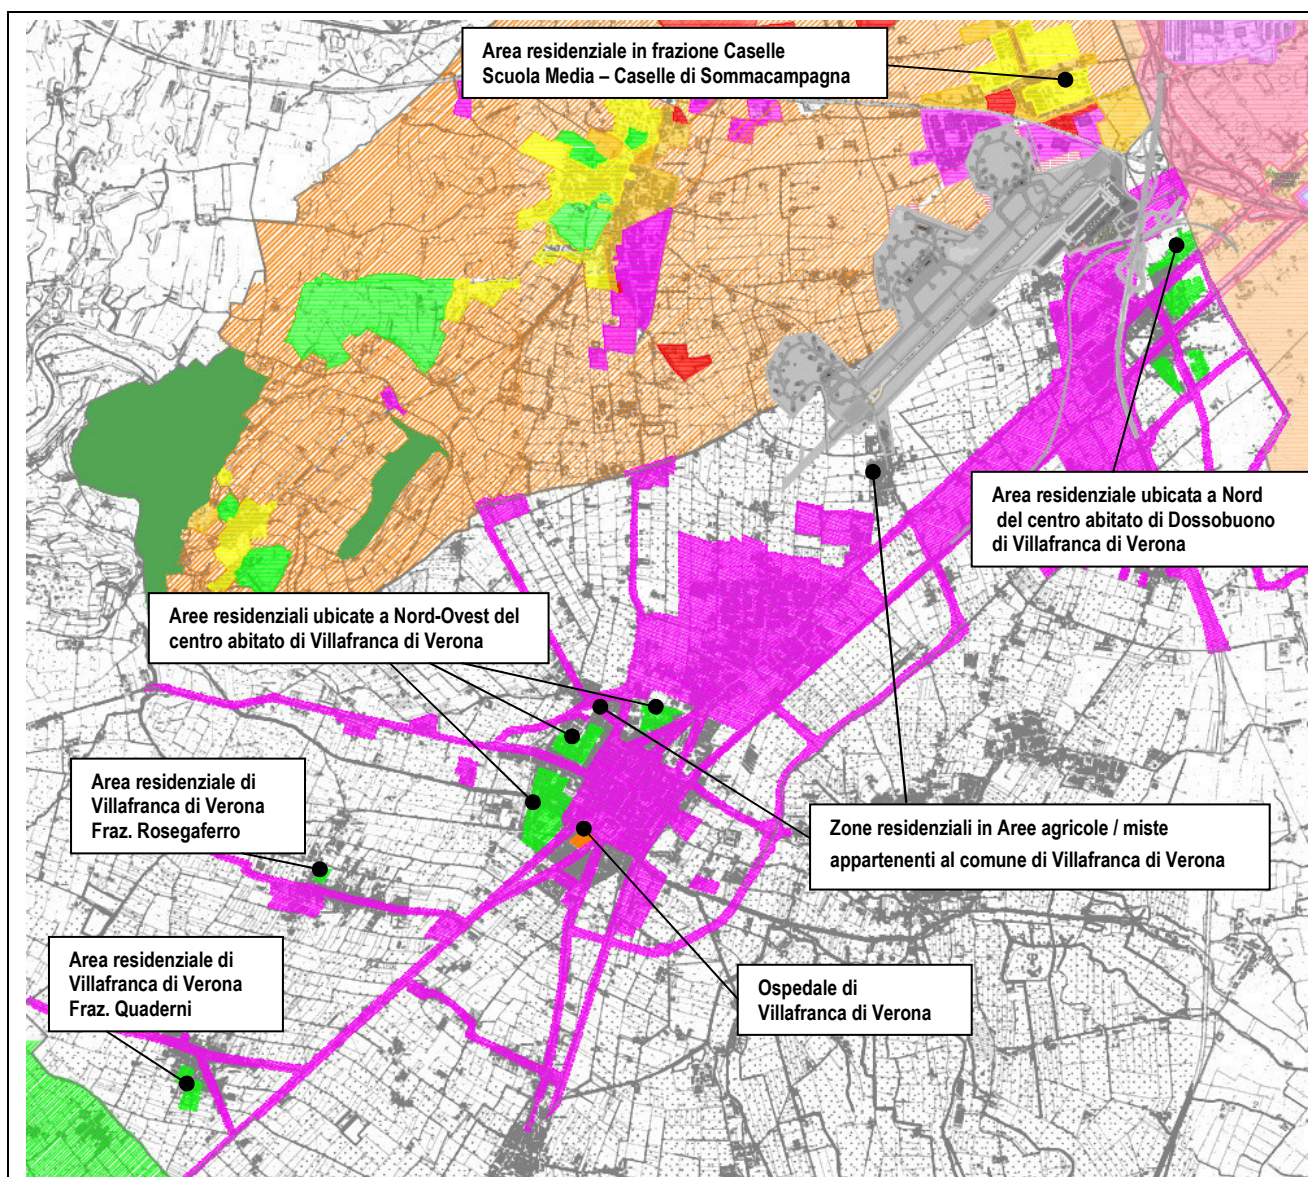 Area residenziale in frazione Caselle
Scuola Media – Caselle di Sommacampagna
Area residenziale ubicata a Nord
del centro abitato di Dossobuono
di Villafranca di Verona
Aree residenziali ubicate a Nord-Ovest del
centro abitato di Villafranca di Verona
Area residenziale di
Villafranca di Verona
Fraz. Rosegaferro
Zone residenziali in Aree agricole / miste
appartenenti al comune di Villafranca di Verona
Area residenziale di
Villafranca di Verona
Fraz. Quaderni
Ospedale di
Villafranca di Verona